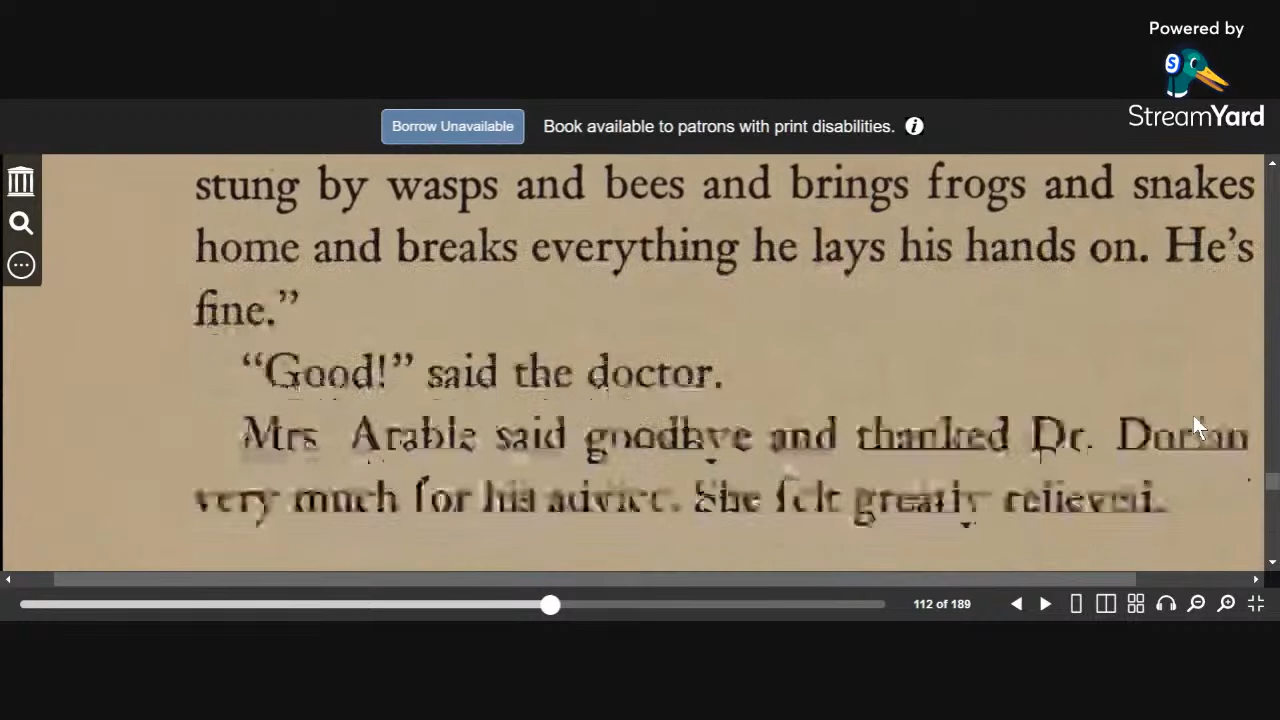 Powered by
StreamYard
Borrow Unavailable
Book available to patrons with print disabilities.
stung by wasps and bees and brings frogs and snakes
home and breaks everything he lays his hands on. He's
fine.”
“Good!” said the doctor.
Mrs. Arable said goodbye and thanked Dr. Dorian
very much for his advice. She felt greatly relieved.
112 of 189